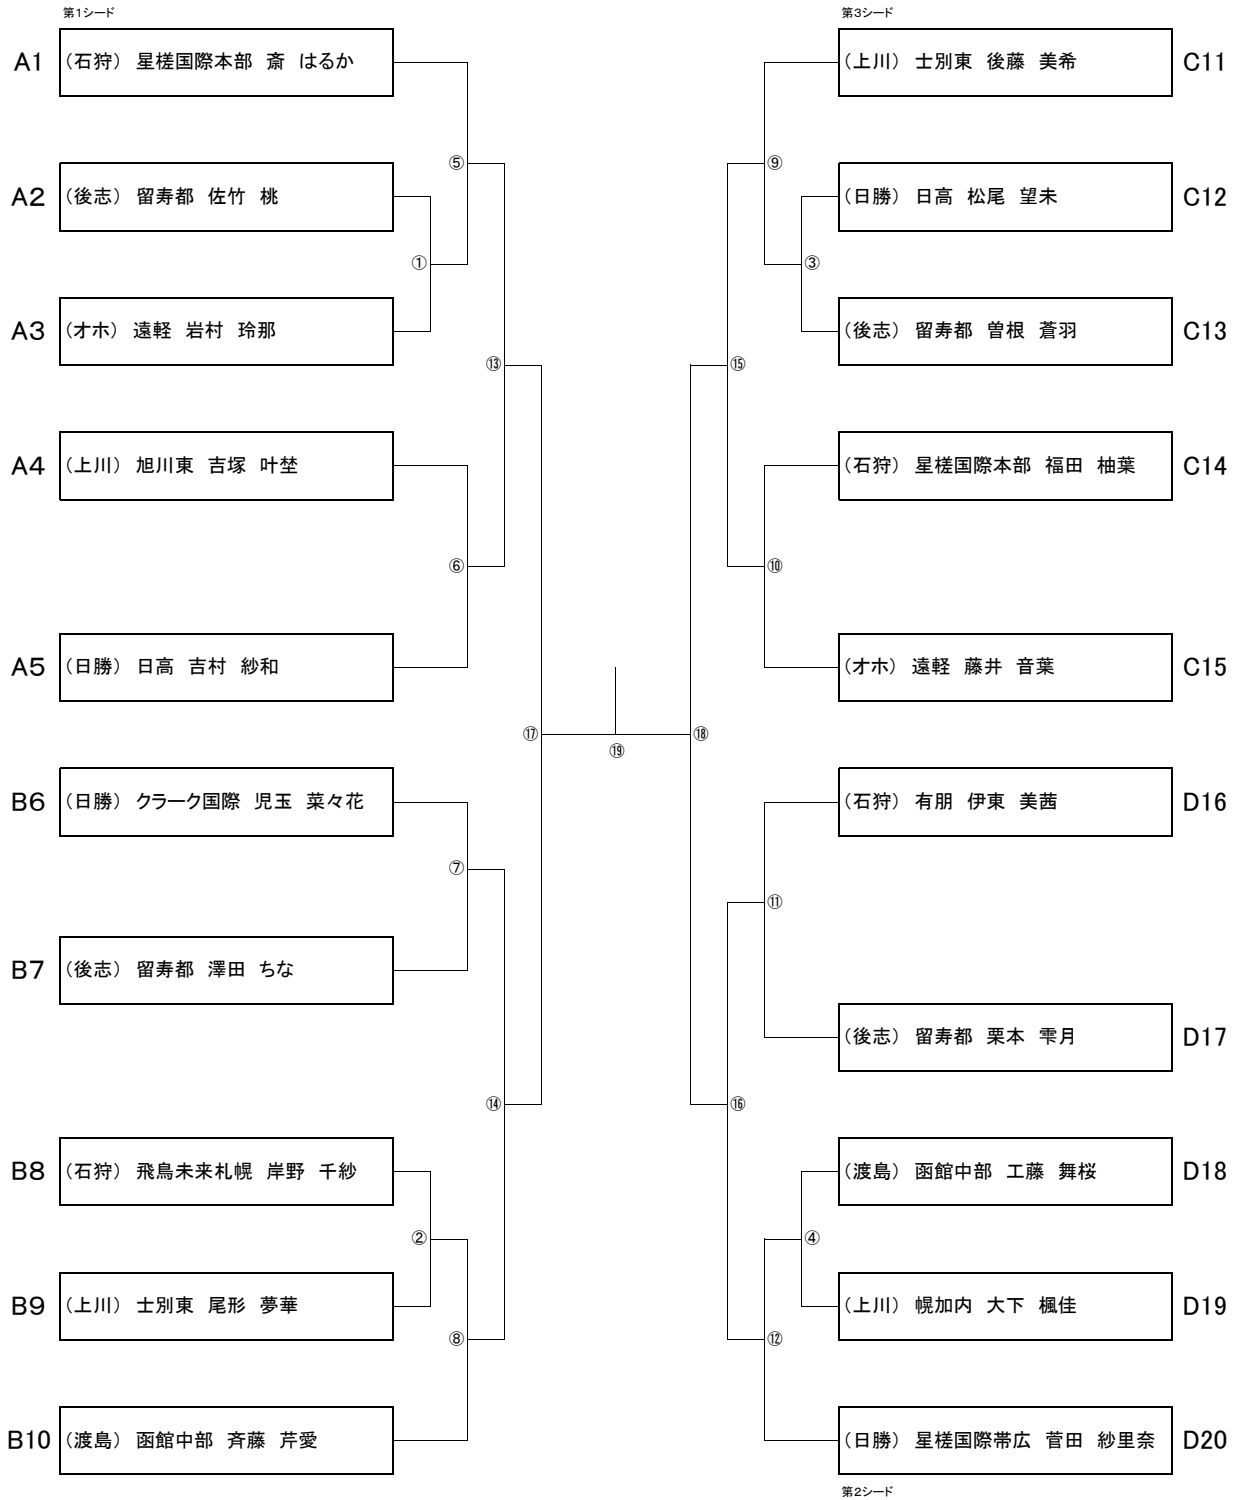 第1シード
A1 （石狩） 星槎国際本部 斎 はるか
⑤
A2 （後志） 留寿都 佐竹 桃
①
A3 （オホ） 遠軽 岩村 玲那
⑬
A4 （上川） 旭川東 吉塚 叶埜
⑥
A5 （日勝） 日高 吉村 紗和
⑰
B6 （日勝） クラーク国際 児玉 菜々花
⑦
B7 （後志） 留寿都 澤田 ちな
⑭
B8 （石狩） 飛鳥未来札幌 岸野 千紗
②
B9 （上川） 士別東 尾形 夢華
⑧
B10 （渡島） 函館中部 斉藤 芹愛
⑲
第3シード
（上川） 士別東 後藤 美希 C11
⑨
（日勝） 日高 松尾 望未 C12
③
（後志） 留寿都 曽根 蒼羽 C13
⑮
（石狩） 星槎国際本部 福田 柚葉 C14
⑩
（オホ） 遠軽 藤井 音葉 C15
⑱
（石狩） 有朋 伊東 美茜 D16
⑪
（後志） 留寿都 栗本 雫月 D17
⑯
（渡島） 函館中部 工藤 舞桜 D18
④
（上川） 幌加内 大下 楓佳 D19
⑫
（日勝） 星槎国際帯広 菅田 紗里奈 D20
第2シード